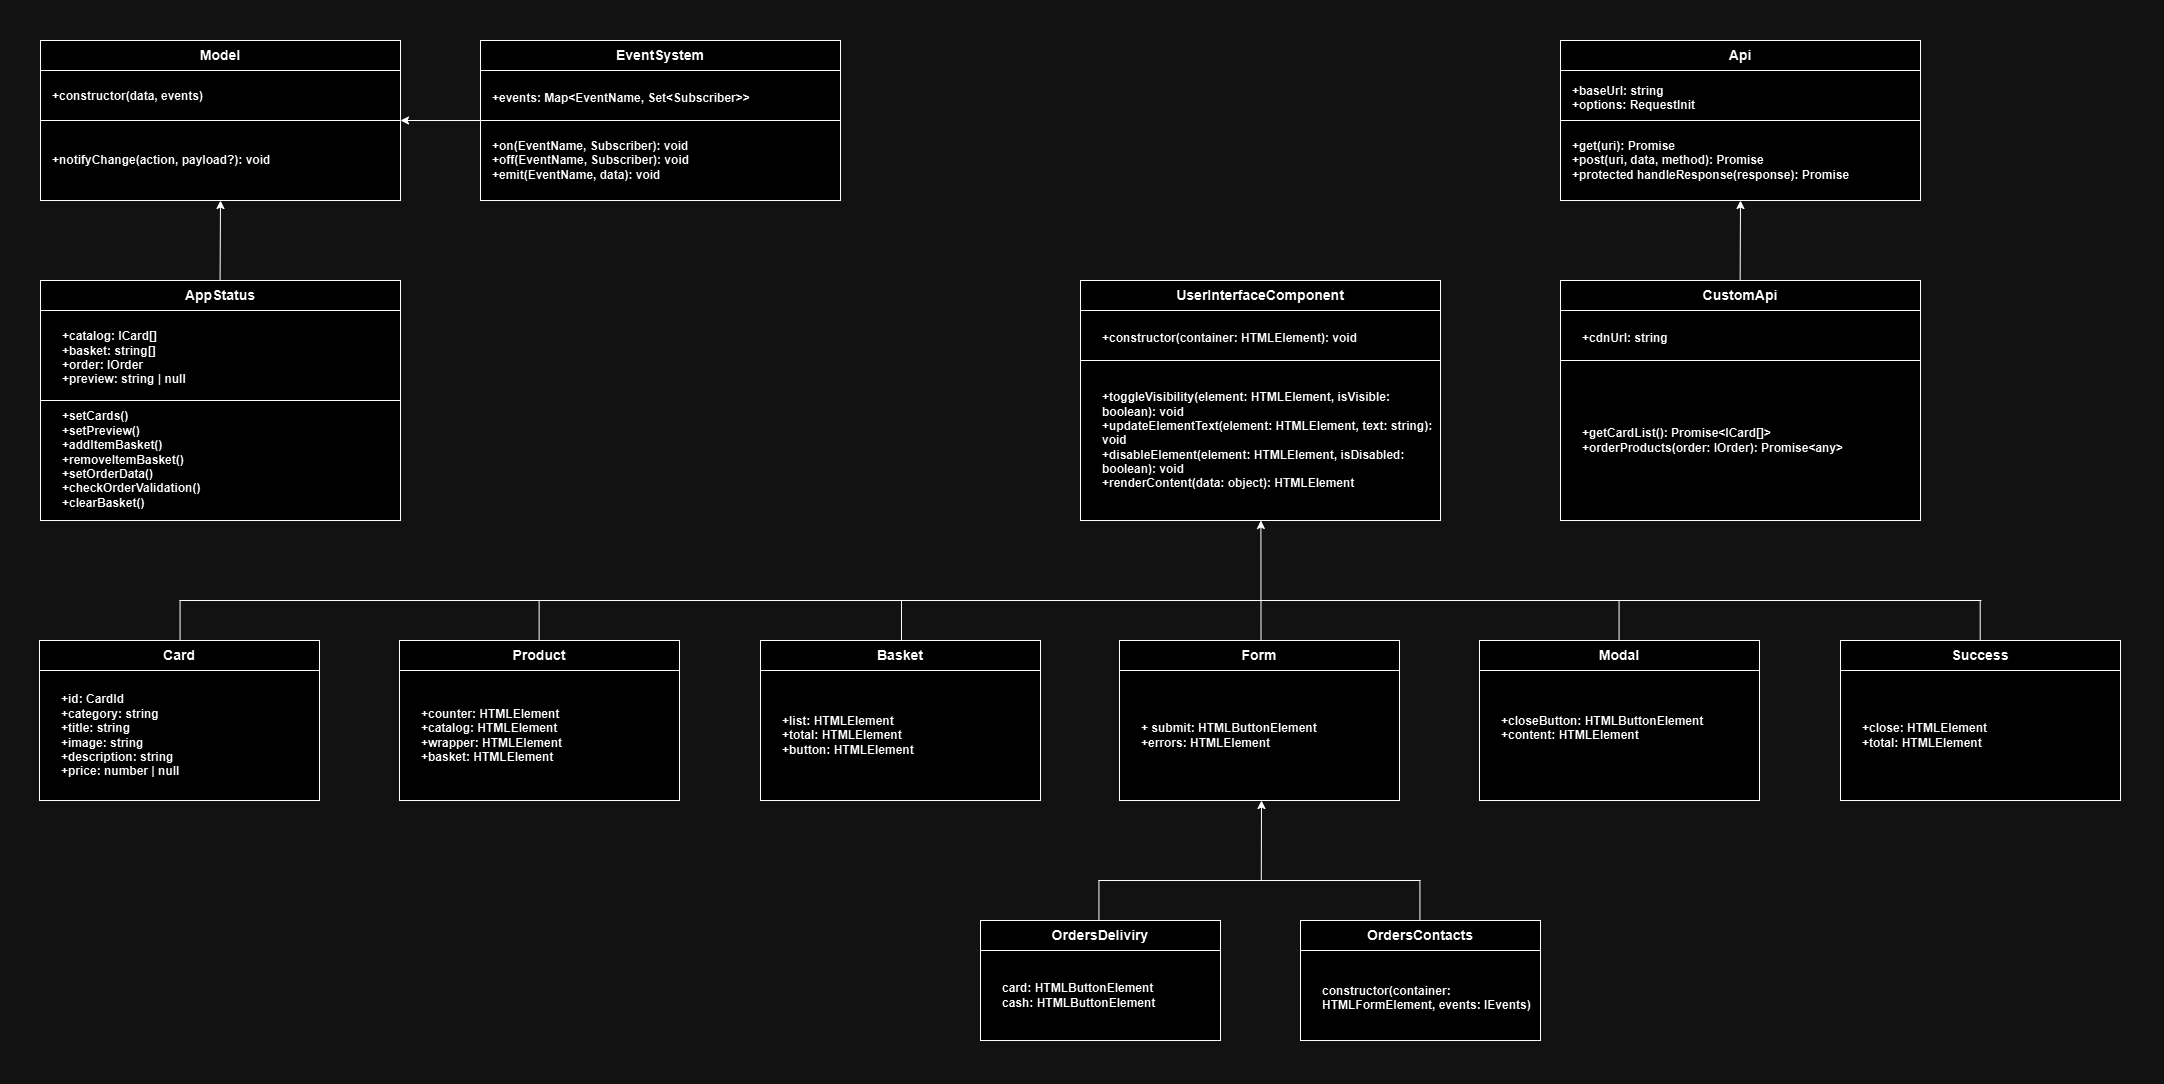 Model
+constructor(data, events)
+notifyChange(action, payload?): void
EventSystem
+events: Map<EventName, Set<Subscriber>>
+on(EventName, Subscriber): void
+off(EventName, Subscriber): void
+emit(EventName, data): void
Api
+baseUrl: string
+options: RequestInit
+get(uri): Promise
+post(uri, data, method): Promise
+protected handleResponse(response): Promise
AppStatus
+catalog: ICard[]
+basket: string[]
+order: IOrder
+preview: string | null
+setCards()
+setPreview()
+addItemBasket()
+removeItemBasket()
+setOrderData()
+checkOrderValidation()
+clearBasket()
UserInterfaceComponent
+constructor(container: HTMLElement): void
+toggleVisibility(element: HTMLElement, isVisible:
boolean): void
+updateElementText(element: HTMLElement, text: string):
void
+disableElement(element: HTMLElement, isDisabled:
boolean): void
+renderContent(data: object): HTMLElement
CustomApi
+cdnUrl: string
+getCardList(): Promise<ICard[]>
+orderProducts(order: IOrder): Promise<any>
Card
+id: CardId
+category: string
+title: string
+image: string
+description: string
+price: number | null
Product
+counter: HTMLElement
+catalog: HTMLElement
+wrapper: HTMLElement
+basket: HTMLElement
Basket
+list: HTMLElement
+total: HTMLElement
+button: HTMLElement
Form
+ submit: HTMLButtonElement
+errors: HTMLElement
Modal
+closeButton: HTMLButtonElement
+content: HTMLElement
Success
+close: HTMLElement
+total: HTMLElement
OrdersDeliviry
card: HTMLButtonElement
cash: HTMLButtonElement
OrdersContacts
constructor(container:
HTMLFormElement, events: IEvents)